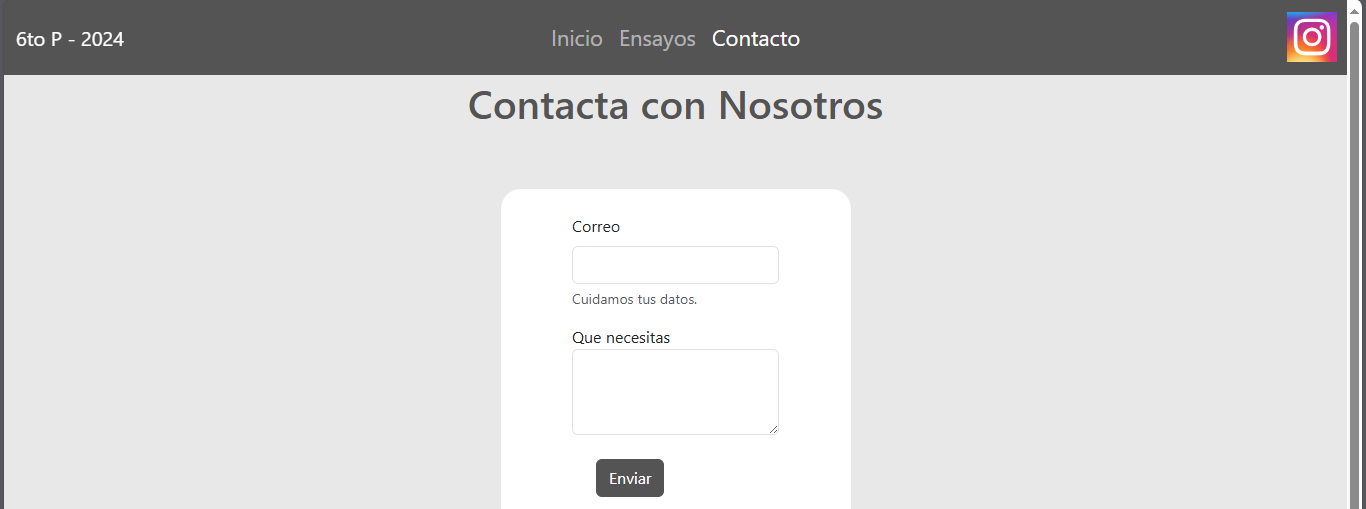 6to P - 2024
Inicio Ensayos Contacto
Contacta con Nosotros
Correo
Cuidamos tus datos.
Que necesitas
Enviar